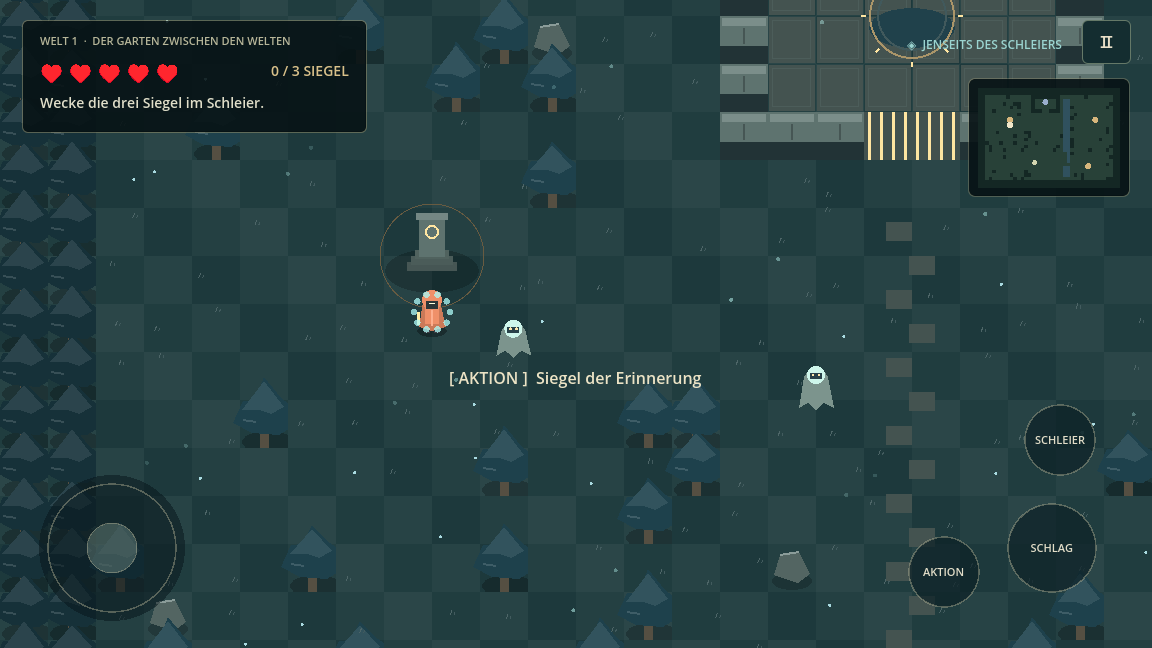 WELT 1 · DER GARTEN ZWISCHEN DEN WELTEN
0 / 3 SIEGEL
Wecke die drei Siegel im Schleier.
JENSEITS DES SCHLEIERS
[ AKTION ] Siegel der Erinnerung
SCHLEIER
SCHLAG
AKTION